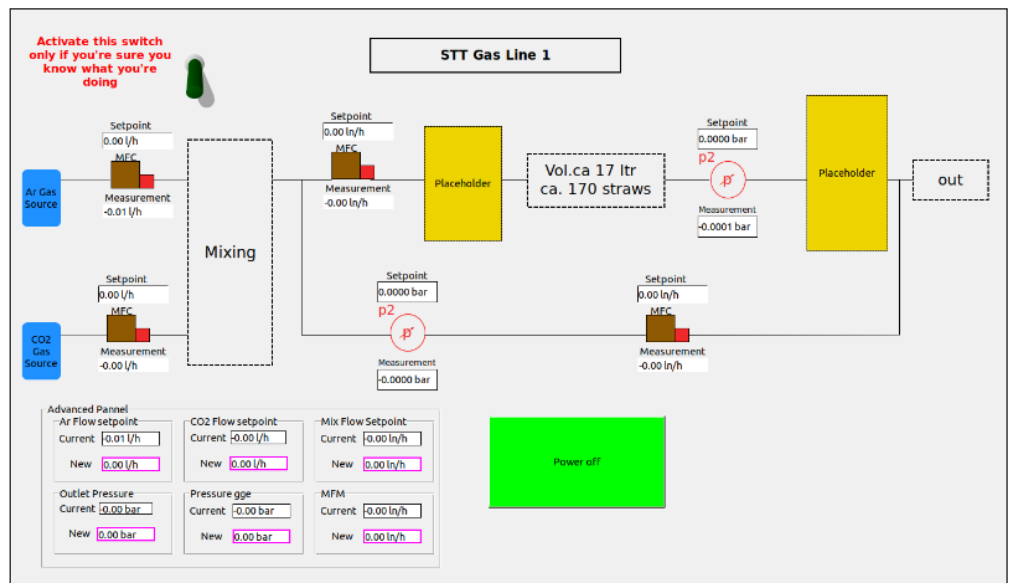 Activate this switch
only if you're sure you
know what you're
doing
STT Gas Line 1
Setpoint
0.00 l/h
MFC
Ar Gas
Source
Measurement
-0.01 l/h
Mixing
Setpoint
0.00 ln/h
MFC
Measurement
-0.00 ln/h
Placeholder
Vol.ca 17 ltr
ca. 170 straws
Setpoint
0.0000 bar
p2
p
Measurement
-0.0001 bar
Placeholder
out
Setpoint
0.00 l/h
MFC
CO2
Gas
Source
Measurement
-0.00 l/h
Setpoint
0.0000 bar
p2
p
Measurement
-0.0000 bar
Setpoint
0.00 ln/h
MFC
Measurement
-0.00 ln/h
Advanced Pannel
Ar Flow setpoint
Current -0.01 l/h
New 0.00 l/h
CO2 Flow setpoint
Current -0.00 l/h
New 0.00 l/h
Mix Flow Setpoint
Current -0.00 ln/h
New 0.00 ln/h
Outlet Pressure
Current -0.00 bar
New 0.00 bar
Pressure gge
Current -0.00 bar
New 0.00 bar
MFM
Current -0.00 ln/h
New 0.00 ln/h
Power off